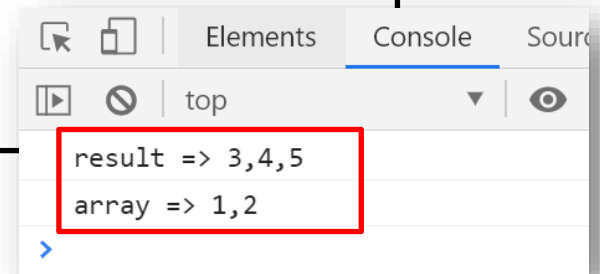 Elements Console Sourc
top
result => 3,4,5
array => 1,2